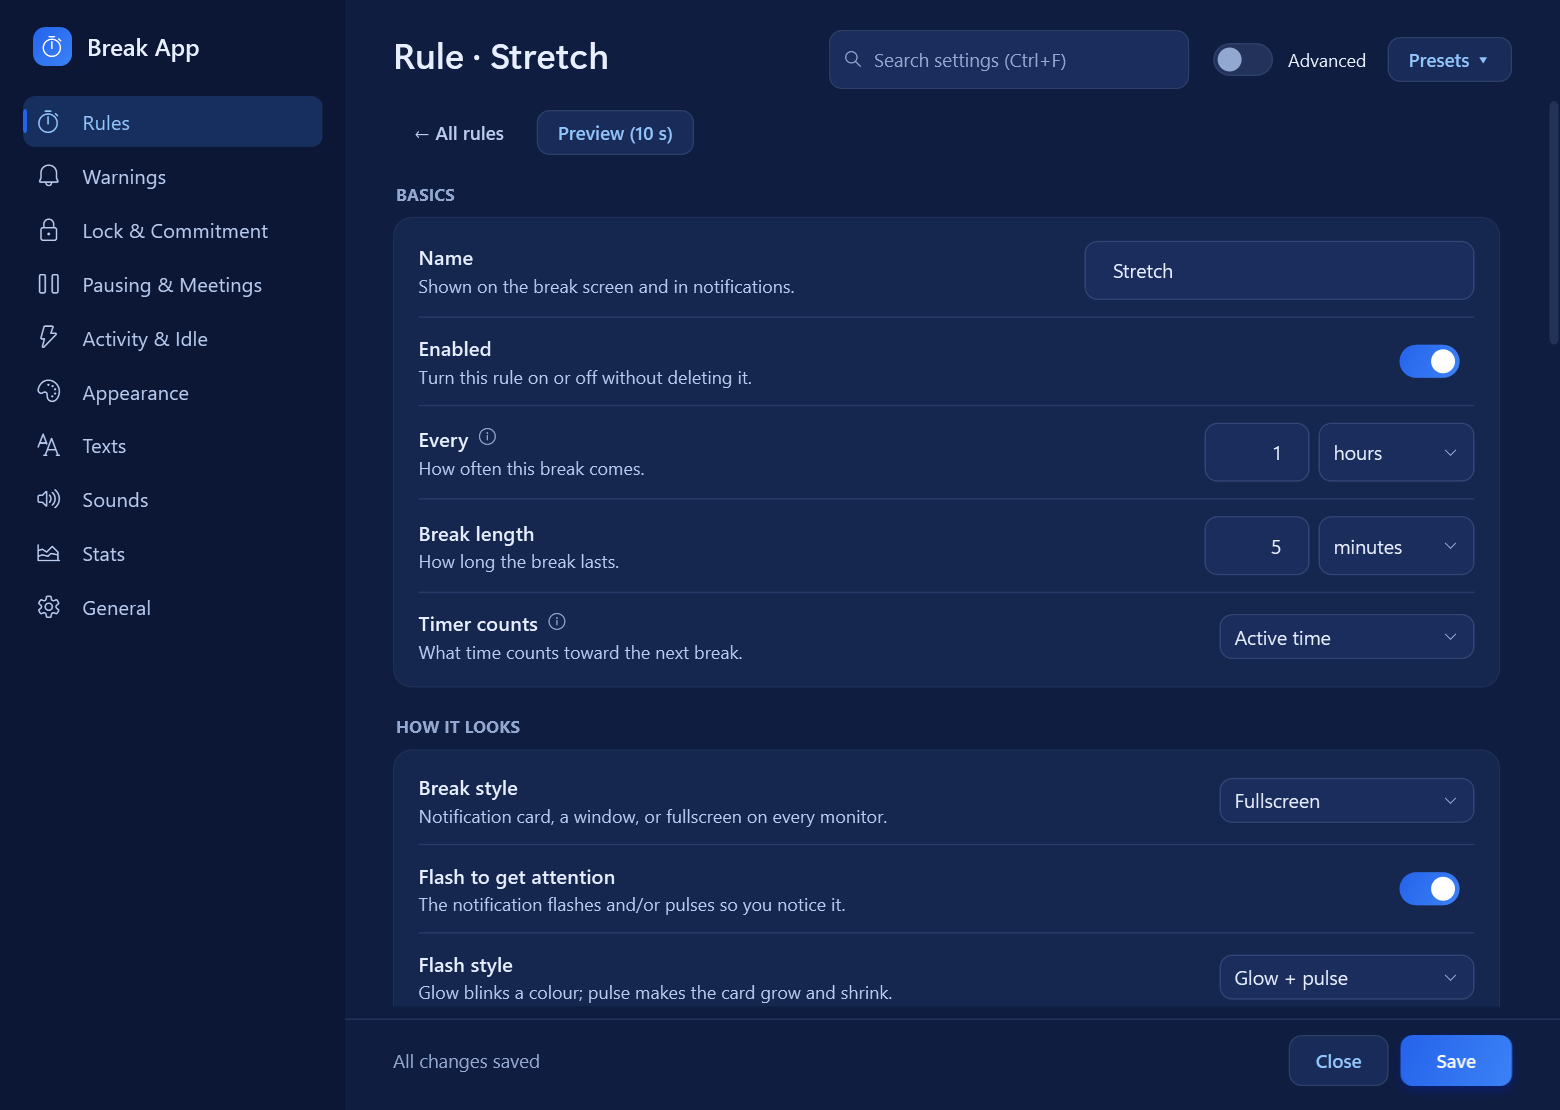 Break App
Rules
Warnings
Lock & Commitment
Pausing & Meetings
Activity & Idle
Appearance
Texts
Sounds
Stats
General
Rule · Stretch
Search settings (Ctrl+F)
Advanced
Presets ▾
← All rules
Preview (10 s)
BASICS
Name
Shown on the break screen and in notifications.
Stretch
Enabled
Turn this rule on or off without deleting it.
Every
How often this break comes.
1
hours
Break length
How long the break lasts.
5
minutes
Timer counts
What time counts toward the next break.
Active time
HOW IT LOOKS
Break style
Notification card, a window, or fullscreen on every monitor.
Fullscreen
Flash to get attention
The notification flashes and/or pulses so you notice it.
Flash style
Glow blinks a colour; pulse makes the card grow and shrink.
Glow + pulse
All changes saved
Close
Save